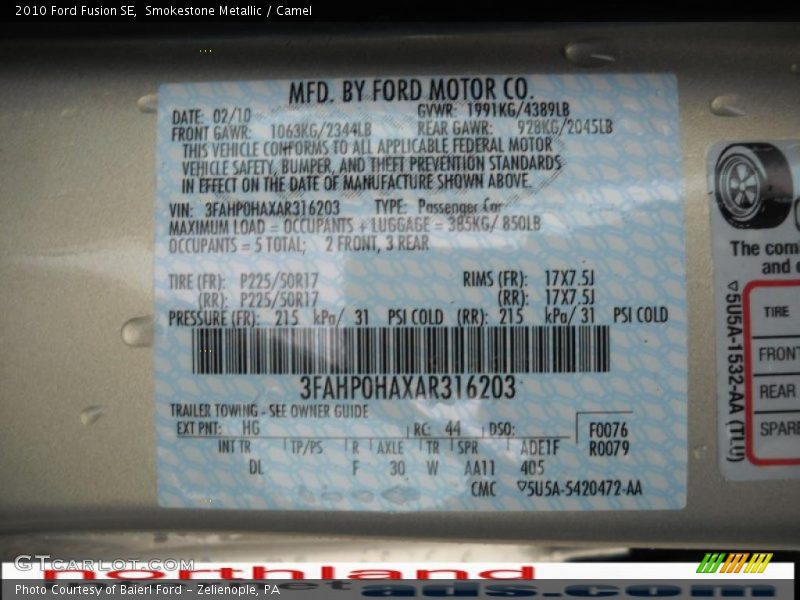 2010 Ford Fusion SE, Smokestone Metallic / Camel
MFD. BY FORD MOTOR CO.
DATE: 02/10 GVWR: 1991KG/4389LB
FRONT GAWR: 1063KG/2344LB REAR GAWR: 928KG/2045LB
THIS VEHICLE CONFORMS TO ALL APPLICABLE FEDERAL MOTOR
VEHICLE SAFETY, BUMPER, AND THEFT PREVENTION STANDARDS
IN EFFECT ON THE DATE OF MANUFACTURE SHOWN ABOVE.
VIN: 3FAHP0HAXAR316203 TYPE: Passenger Car
MAXIMUM LOAD = OCCUPANTS + LUGGAGE = 385KG/ 850LB
OCCUPANTS = 5 TOTAL; 2 FRONT, 3 REAR
TIRE (FR): P225/50R17 RIMS (FR): 17X7.5J
(RR): P225/50R17 (RR): 17X7.5J
PRESSURE (FR): 215 kPa/ 31 PSI COLD (RR): 215 kPa/ 31 PSI COLD
3FAHP0HAXAR316203
TRAILER TOWING - SEE OWNER GUIDE
EXT PNT: HG RC: 44 DSO: F0076
INT TR TP/PS R AXLE TR SPR ADE1F R0079
DL F 30 W AA11 405
CMC 5U5A-5420472-AA
The com
and
5U5A-1532-AA (TLU)
TIRE
FRONT
REAR
SPARE
GTCarLot.com
northland
ads.com
Photo Courtesy of Baierl Ford - Zelienople, PA